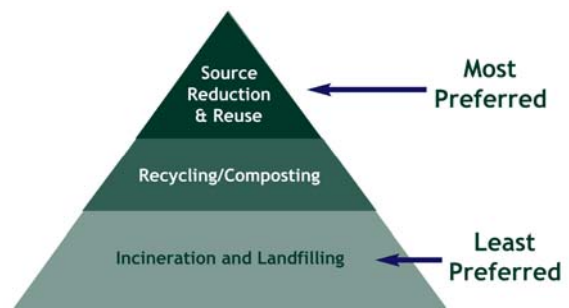 Source
Reduction
& Reuse
Most
Preferred
Recycling/Composting
Incineration and Landfilling
Least
Preferred